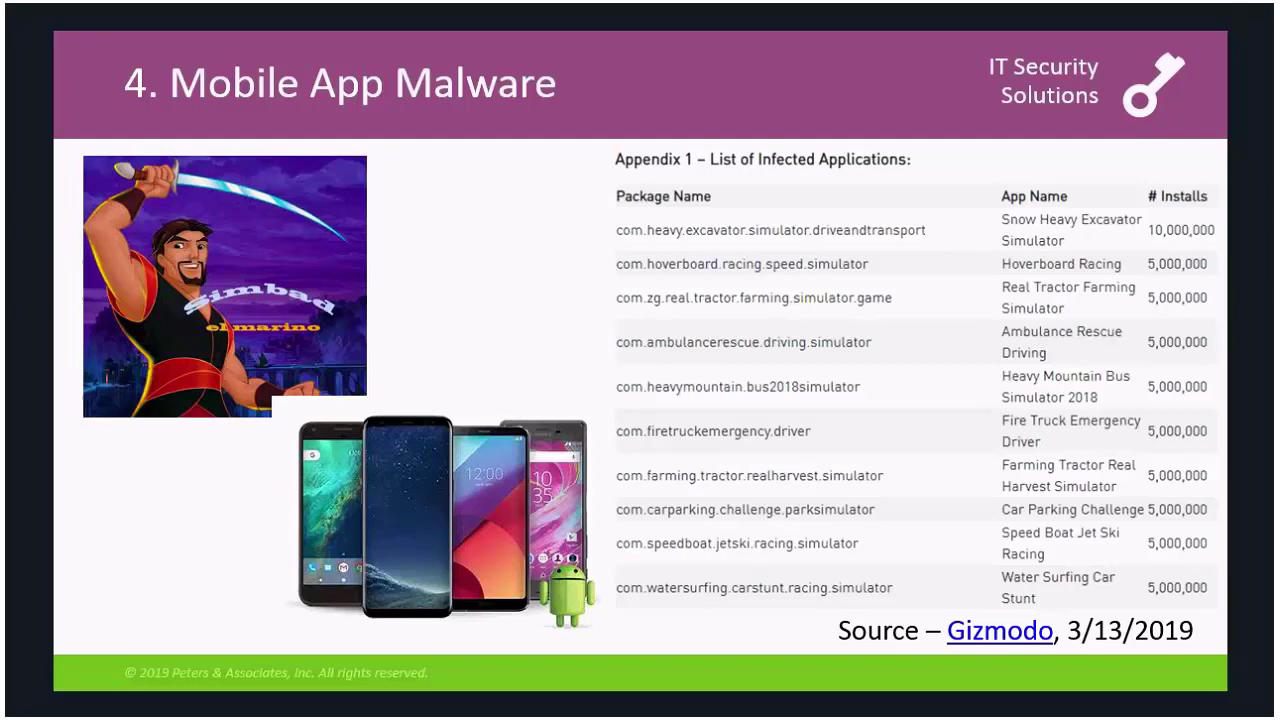 4. Mobile App Malware
IT Security
Solutions
Simbad
el marino
12:00
10
35
Appendix 1 – List of Infected Applications:
Package Name App Name # Installs
com.heavy.excavator.simulator.driveandtransport Snow Heavy Excavator
Simulator 10,000,000
com.hoverboard.racing.speed.simulator Hoverboard Racing 5,000,000
com.zg.real.tractor.farming.simulator.game Real Tractor Farming
Simulator 5,000,000
com.ambulancerescue.driving.simulator Ambulance Rescue
Driving 5,000,000
com.heavymountain.bus2018simulator Heavy Mountain Bus
Simulator 2018 5,000,000
com.firetruckemergency.driver Fire Truck Emergency
Driver 5,000,000
com.farming.tractor.realharvest.simulator Farming Tractor Real
Harvest Simulator 5,000,000
com.carparking.challenge.parksimulator Car Parking Challenge 5,000,000
com.speedboat.jetski.racing.simulator Speed Boat Jet Ski
Racing 5,000,000
com.watersurfing.carstunt.racing.simulator Water Surfing Car
Stunt 5,000,000
Source – Gizmodo, 3/13/2019
© 2019 Peters & Associates, Inc. All rights reserved.